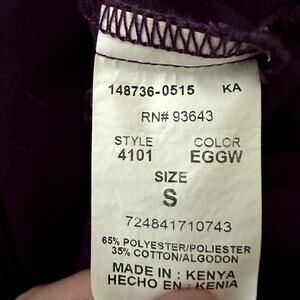 148736-0515 KA
RN# 93643
STYLE COLOR
4101 EGGW
SIZE
S
724841710743
65% POLYESTER/POLIESTER
35% COTTON/ALGODON
MADE IN : KENYA
HECHO EN : KENIA